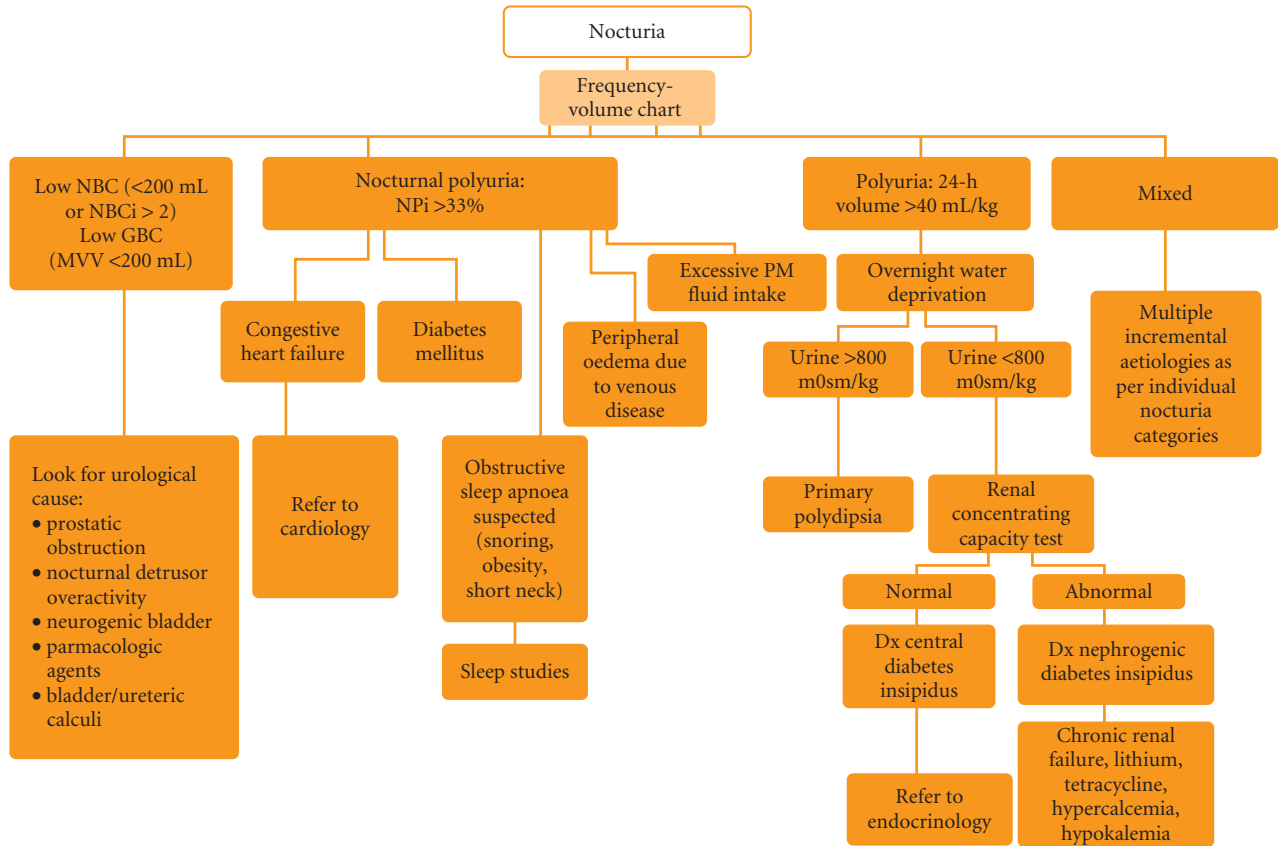 Nocturia
Frequency-
volume chart
Low NBC (<200 mL
or NBCi > 2)
Low GBC
(MVV <200 mL)
Nocturnal polyuria:
NPi >33%
Polyuria: 24-h
volume >40 mL/kg
Mixed
Congestive
heart failure
Diabetes
mellitus
Peripheral
oedema due
to venous
disease
Excessive PM
fluid intake
Overnight water
deprivation
Multiple
incremental
aetiologies as
per individual
nocturia
categories
Urine >800
m0sm/kg
Urine <800
m0sm/kg
Look for urological
cause:
• prostatic
obstruction
• nocturnal detrusor
overactivity
• neurogenic bladder
• parmacologic
agents
• bladder/ureteric
calculi
Refer to
cardiology
Obstructive
sleep apnoea
suspected
(snoring,
obesity,
short neck)
Sleep studies
Primary
polydipsia
Renal
concentrating
capacity test
Normal
Abnormal
Dx central
diabetes
insipidus
Dx nephrogenic
diabetes insipidus
Refer to
endocrinology
Chronic renal
failure, lithium,
tetracycline,
hypercalcemia,
hypokalemia